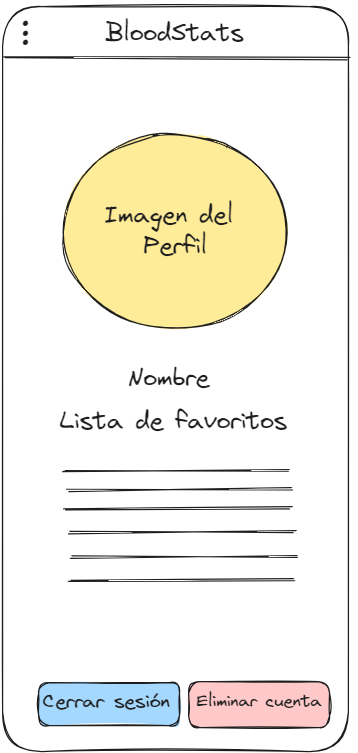 BloodStats
Imagen del
Perfil
Nombre
Lista de favoritos
Cerrar sesión
Eliminar cuenta